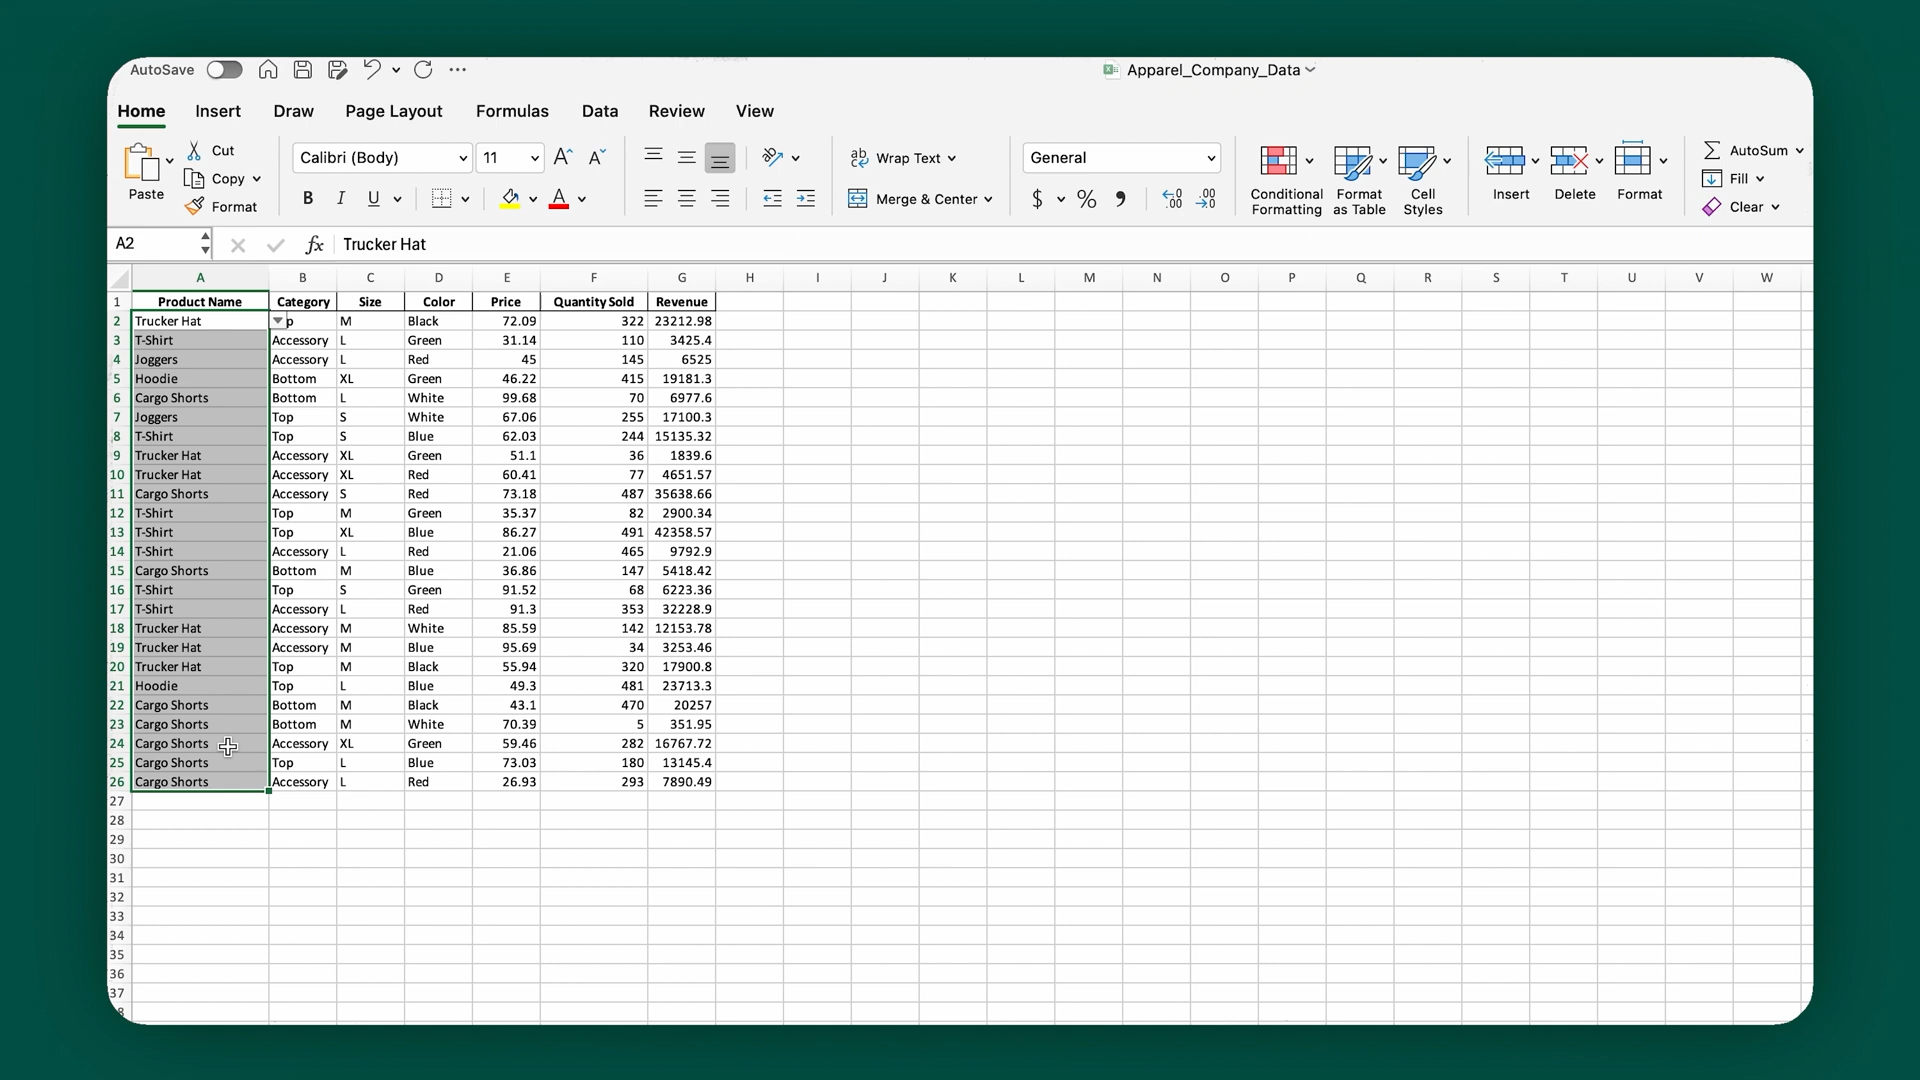 AutoSave
Apparel_Company_Data
Home Insert Draw Page Layout Formulas Data Review View
Paste
Cut
Copy
Format
Calibri (Body) 11
B I U
Wrap Text
Merge & Center
General
$ % ,
Conditional Formatting
Format as Table
Cell Styles
Insert
Delete
Format
AutoSum
Fill
Clear
A2 fx Trucker Hat
A B C D E F G H I J K L M N O P Q R S T U V W
1 Product Name Category Size Color Price Quantity Sold Revenue
2 Trucker Hat p M Black 72.09 322 23212.98
3 T-Shirt Accessory L Green 31.14 110 3425.4
4 Joggers Accessory L Red 45 145 6525
5 Hoodie Bottom XL Green 46.22 415 19181.3
6 Cargo Shorts Bottom L White 99.68 70 6977.6
7 Joggers Top S White 67.06 255 17100.3
8 T-Shirt Top S Blue 62.03 244 15135.32
9 Trucker Hat Accessory XL Green 51.1 36 1839.6
10 Trucker Hat Accessory XL Red 60.41 77 4651.57
11 Cargo Shorts Accessory S Red 73.18 487 35638.66
12 T-Shirt Top M Green 35.37 82 2900.34
13 T-Shirt Top XL Blue 86.27 491 42358.57
14 T-Shirt Accessory L Red 21.06 465 9792.9
15 Cargo Shorts Bottom M Blue 36.86 147 5418.42
16 T-Shirt Top S Green 91.52 68 6223.36
17 T-Shirt Accessory L Red 91.3 353 32228.9
18 Trucker Hat Accessory M White 85.59 142 12153.78
19 Trucker Hat Accessory M Blue 95.69 34 3253.46
20 Trucker Hat Top M Black 55.94 320 17900.8
21 Hoodie Top L Blue 49.3 481 23713.3
22 Cargo Shorts Bottom M Black 43.1 470 20257
23 Cargo Shorts Bottom M White 70.39 5 351.95
24 Cargo Shorts Accessory XL Green 59.46 282 16767.72
25 Cargo Shorts Top L Blue 73.03 180 13145.4
26 Cargo Shorts Accessory L Red 26.93 293 7890.49
27
28
29
30
31
32
33
34
35
36
37